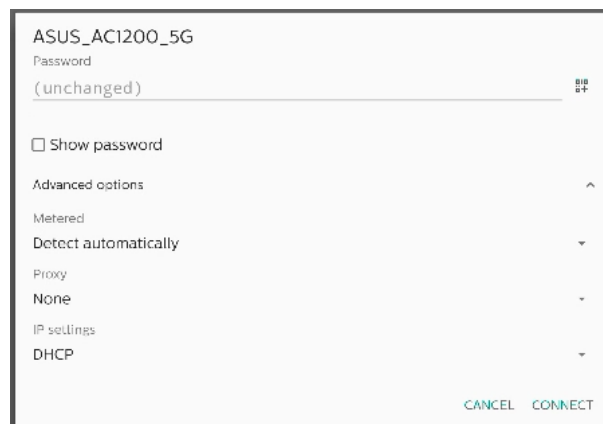 ASUS_AC1200_5G
Password
(unchanged)
Show password
Advanced options
Metered
Detect automatically
Proxy
None
IP settings
DHCP
CANCEL CONNECT